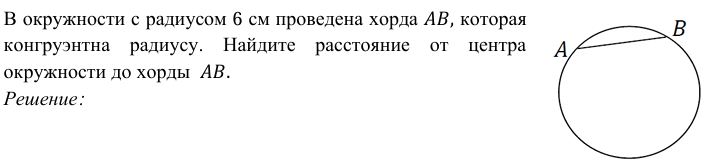 В окружности с радиусом 6 см проведена хорда AB, которая
конгруэнтна радиусу. Найдите расстояние от центра
окружности до хорды AB.
Решение:
A
B